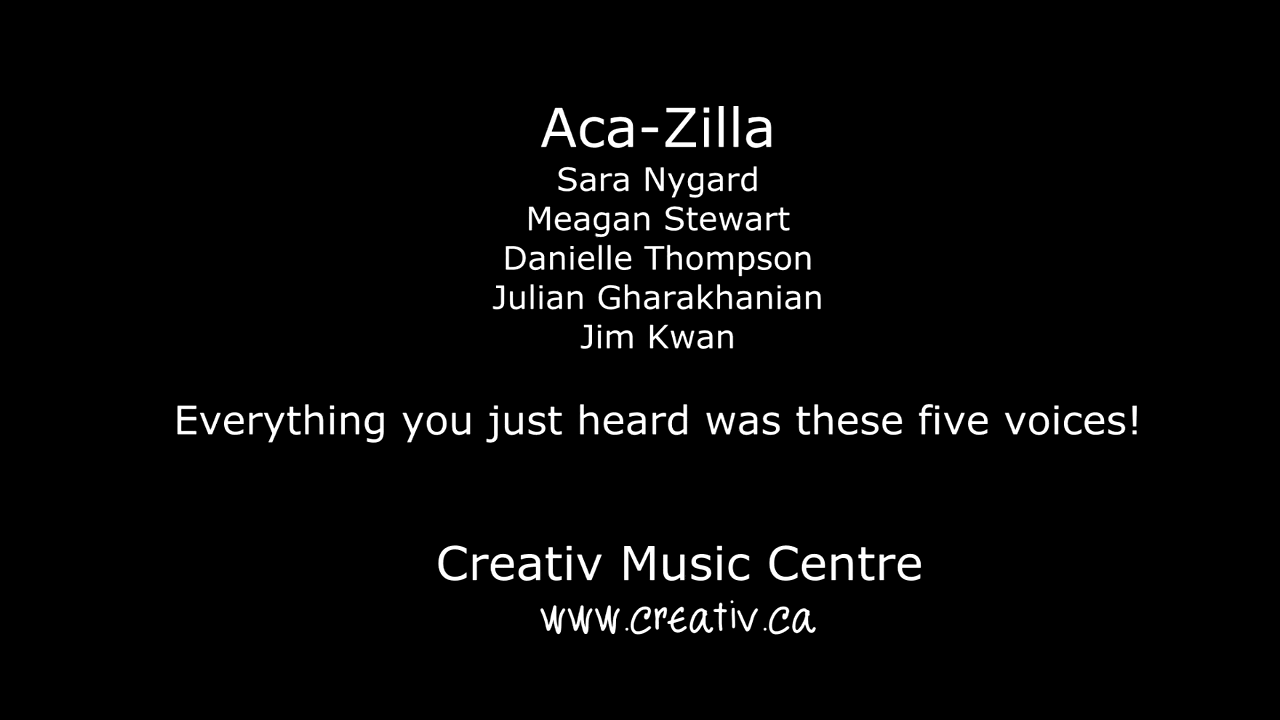 Aca-Zilla
Sara Nygard
Meagan Stewart
Danielle Thompson
Julian Gharakhanian
Jim Kwan
Everything you just heard was these five voices!
Creativ Music Centre
www.creativ.ca